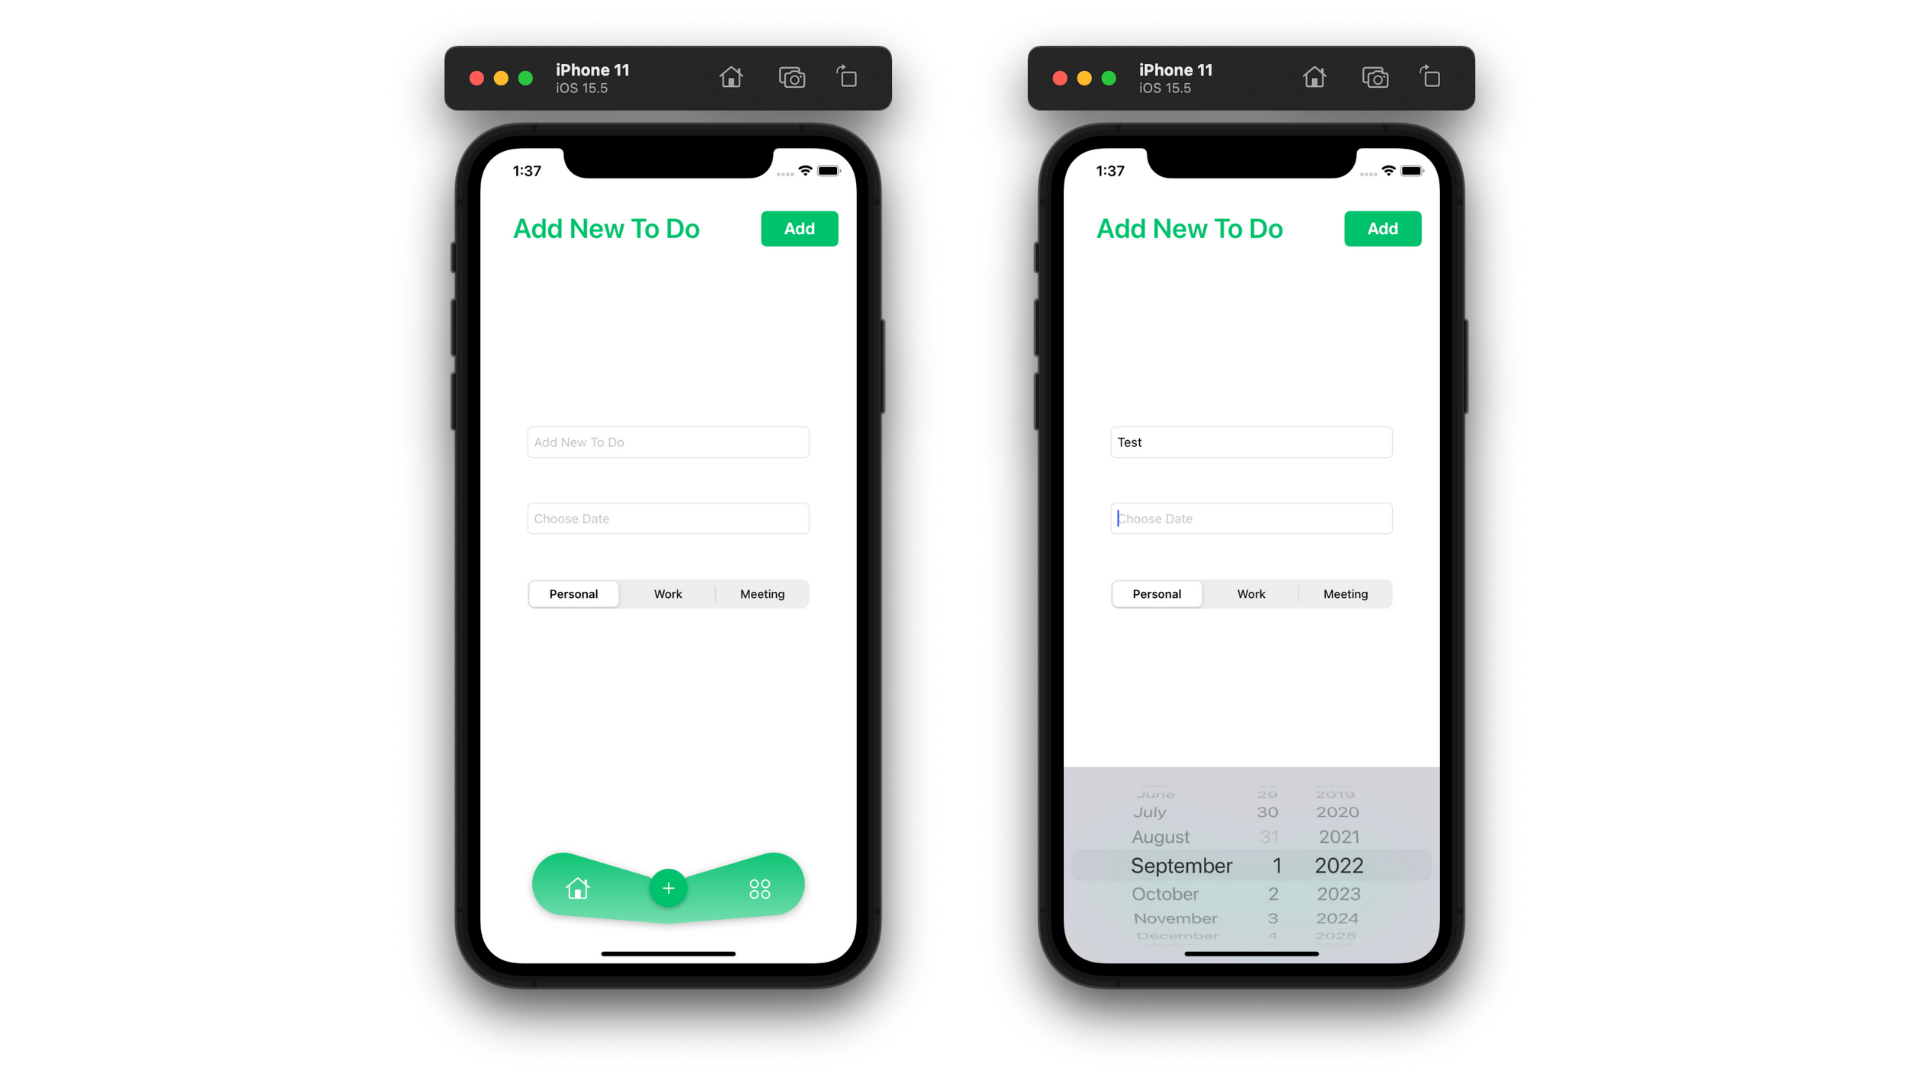 iPhone 11
iOS 15.5
1:37
Add New To Do
Add
Add New To Do
Choose Date
Personal Work Meeting
+
iPhone 11
iOS 15.5
1:37
Add New To Do
Add
Test
Choose Date
Personal Work Meeting
June 29 2019
July 30 2020
August 31 2021
September 1 2022
October 2 2023
November 3 2024
December 4 2025